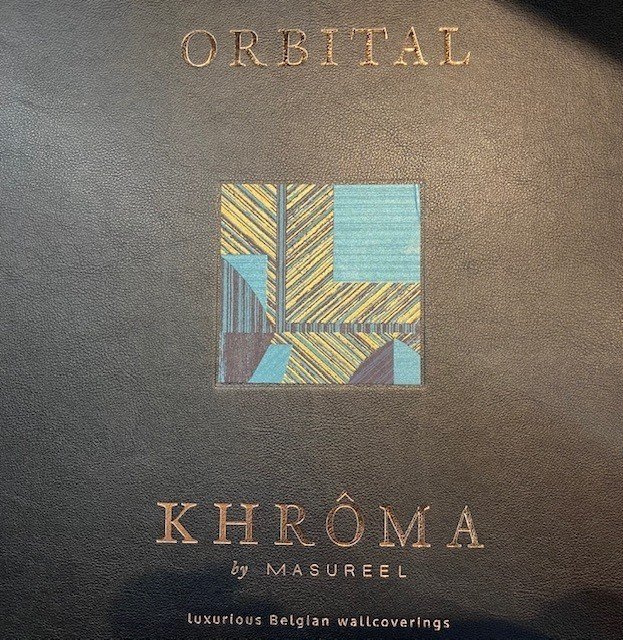 ORBITAL
KHRÔMA
by MASUREEL
luxurious Belgian wallcoverings